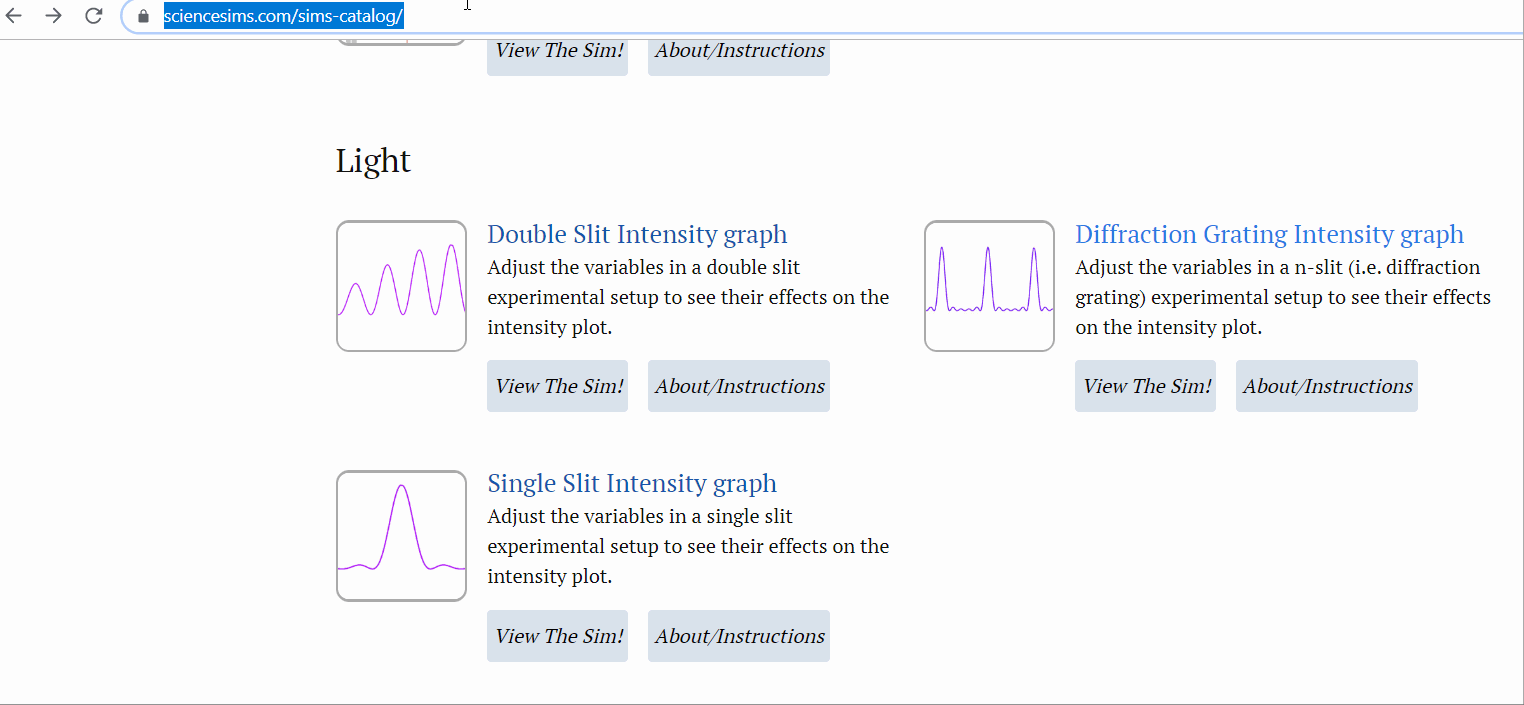 sciencesims.com/sims-catalog/
View The Sim! About/Instructions
Light
Double Slit Intensity graph
Adjust the variables in a double slit
experimental setup to see their effects on the
intensity plot.
View The Sim! About/Instructions
Diffraction Grating Intensity graph
Adjust the variables in a n-slit (i.e. diffraction
grating) experimental setup to see their effects
on the intensity plot.
View The Sim! About/Instructions
Single Slit Intensity graph
Adjust the variables in a single slit
experimental setup to see their effects on the
intensity plot.
View The Sim! About/Instructions